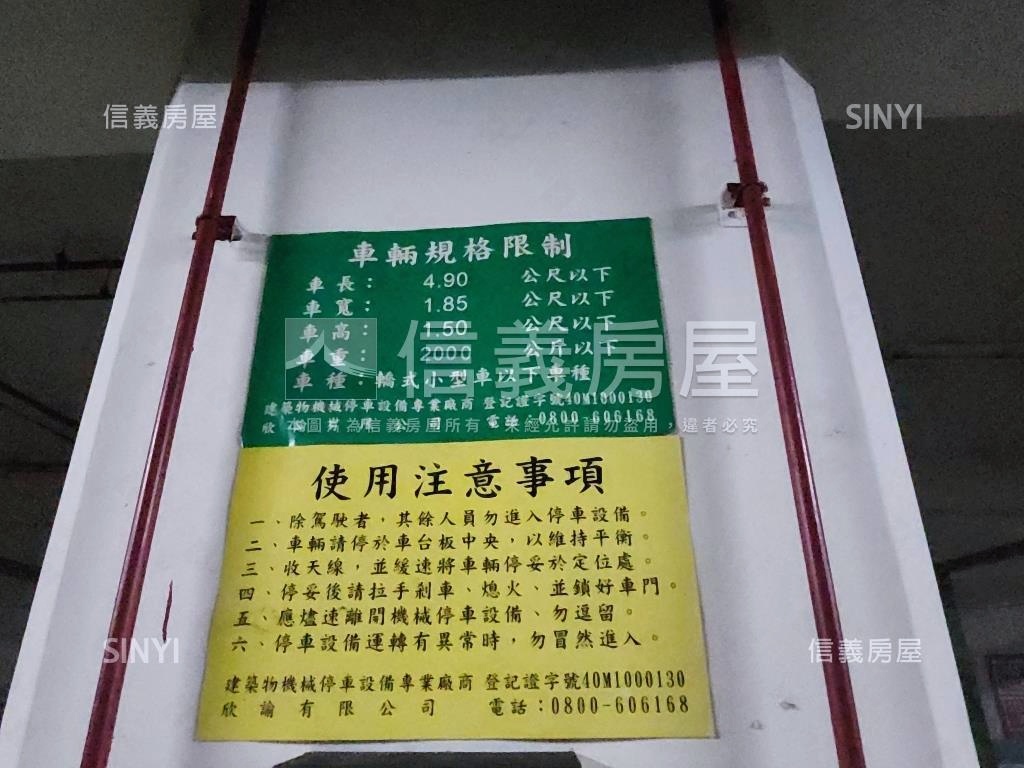 信義房屋
SINYI
車輛規格限制
車長： 4.90 公尺以下
車寬： 1.85 公尺以下
車高： 1.50 公尺以下
車重： 2000 公斤以下
車種：輪式小型車以下車種
信義房屋
建築物機械停車設備專業廠商 登記證字號40M1000130
欣諭有限公司 電話：0800-606168
本圖片為信義房屋所有，未經允許請勿盜用，違者必究
使用注意事項
一、除駕駛者，其餘人員勿進入停車設備。
二、車輛請停於車台板中央，以維持平衡。
三、收天線，並緩速將車輛停妥於定位處。
四、停妥後請拉手剎車、熄火、並鎖好車門。
五、應儘速離開機械停車設備、勿逗留。
六、停車設備運轉有異常時，勿冒然進入。
SINYI
信義房屋
建築物機械停車設備專業廠商 登記證字號40M1000130
欣諭有限公司 電話：0800-606168